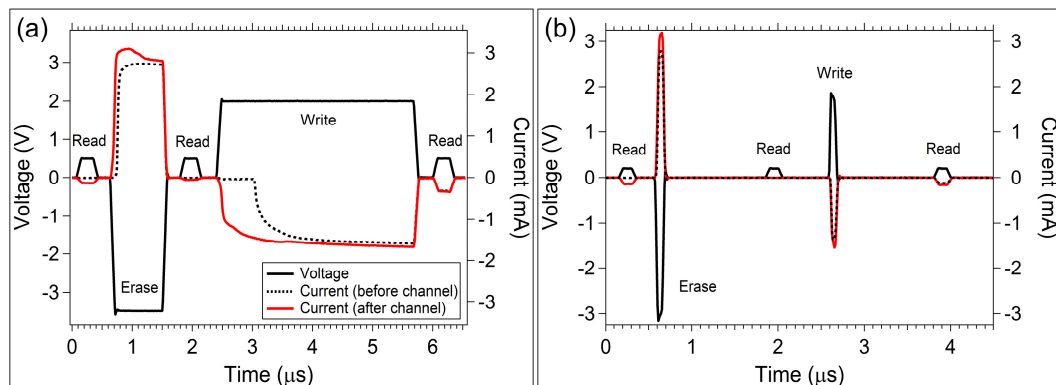 (a)
Voltage (V)
3
2
1
0
-1
-2
-3
Read
Erase
Read
Write
Read
Voltage
Current (before channel)
Current (after channel)
3
2
1
0
-1
-2
-3
Current (mA)
0 1 2 3 4 5 6
Time (μs)
(b)
Voltage (V)
3
2
1
0
-1
-2
-3
Read
Erase
Read
Write
Read
3
2
1
0
-1
-2
-3
Current (mA)
0 1 2 3 4
Time (μs)